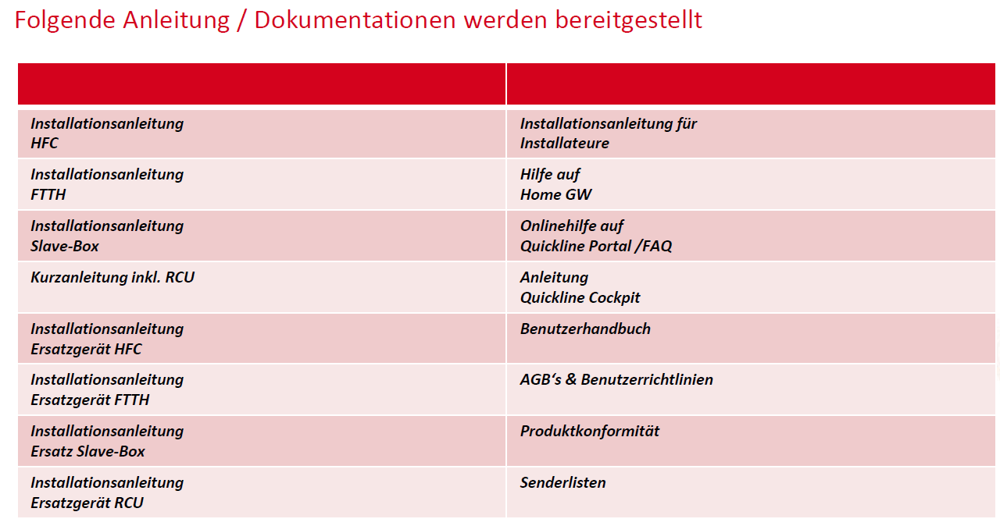 Folgende Anleitung / Dokumentationen werden bereitgestellt
Installationsanleitung
HFC
Installationsanleitung für
Installateure
Installationsanleitung
FTTH
Hilfe auf
Home GW
Installationsanleitung
Slave-Box
Onlinehilfe auf
Quickline Portal /FAQ
Kurzanleitung inkl. RCU
Anleitung
Quickline Cockpit
Installationsanleitung
Ersatzgerät HFC
Benutzerhandbuch
Installationsanleitung
Ersatzgerät FTTH
AGB‘s & Benutzerrichtlinien
Installationsanleitung
Ersatz Slave-Box
Produktkonformität
Installationsanleitung
Ersatzgerät RCU
Senderlisten